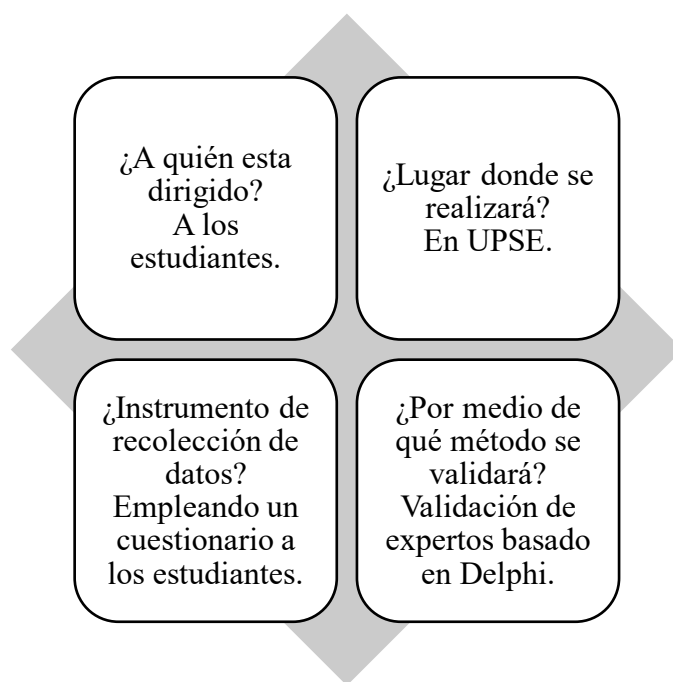 ¿A quién esta
dirigido?
A los
estudiantes.
¿Lugar donde se
realizará?
En UPSE.
¿Instrumento de
recolección de
datos?
Empleando un
cuestionario a
los estudiantes.
¿Por medio de
qué método se
validará?
Validación de
expertos basado
en Delphi.